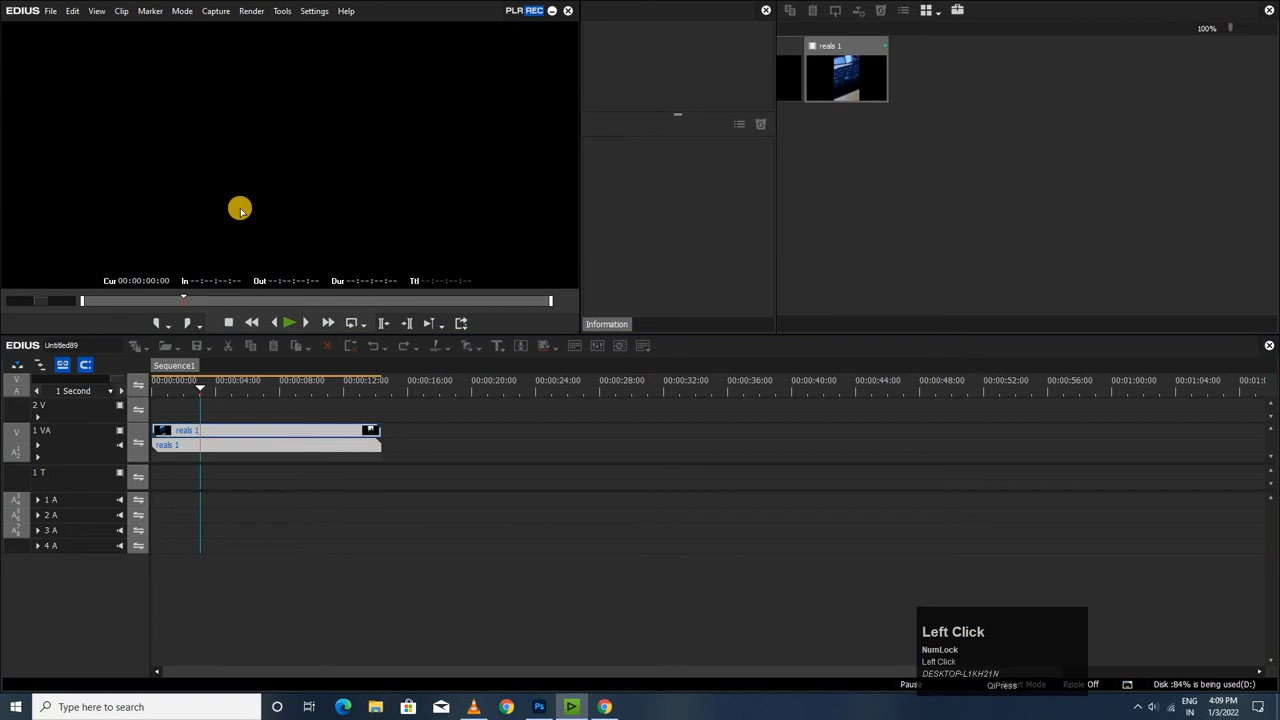 EDIUS File Edit View Clip Marker Mode Capture Render Tools Settings Help PLR REC
100%
reals 1
Cur 00:00:00:00 In --:--:--:-- Out --:--:--:-- Dur --:--:--:-- Ttl --:--:--:--
Information
EDIUS Untitled89
Sequence1
V
A
1 Second
00:00:00:00 00:00:04:00 00:00:08:00 00:00:12:00 00:00:16:00 00:00:20:00 00:00:24:00 00:00:28:00 00:00:32:00 00:00:36:00 00:00:40:00 00:00:44:00 00:00:48:00 00:00:52:00 00:00:56:00 00:01:00:00 00:01:04:00
2 V
V 1 VA reals 1
reals 1
1 T
1 A
2 A
3 A
4 A
Left Click
NumLock
Left Click
DESKTOP-L1KH21N
QiPress
Pause Mode Ripple Off Disk :84% is being used(D:)
Type here to search
Ps
ENG
IN
4:09 PM
1/3/2022